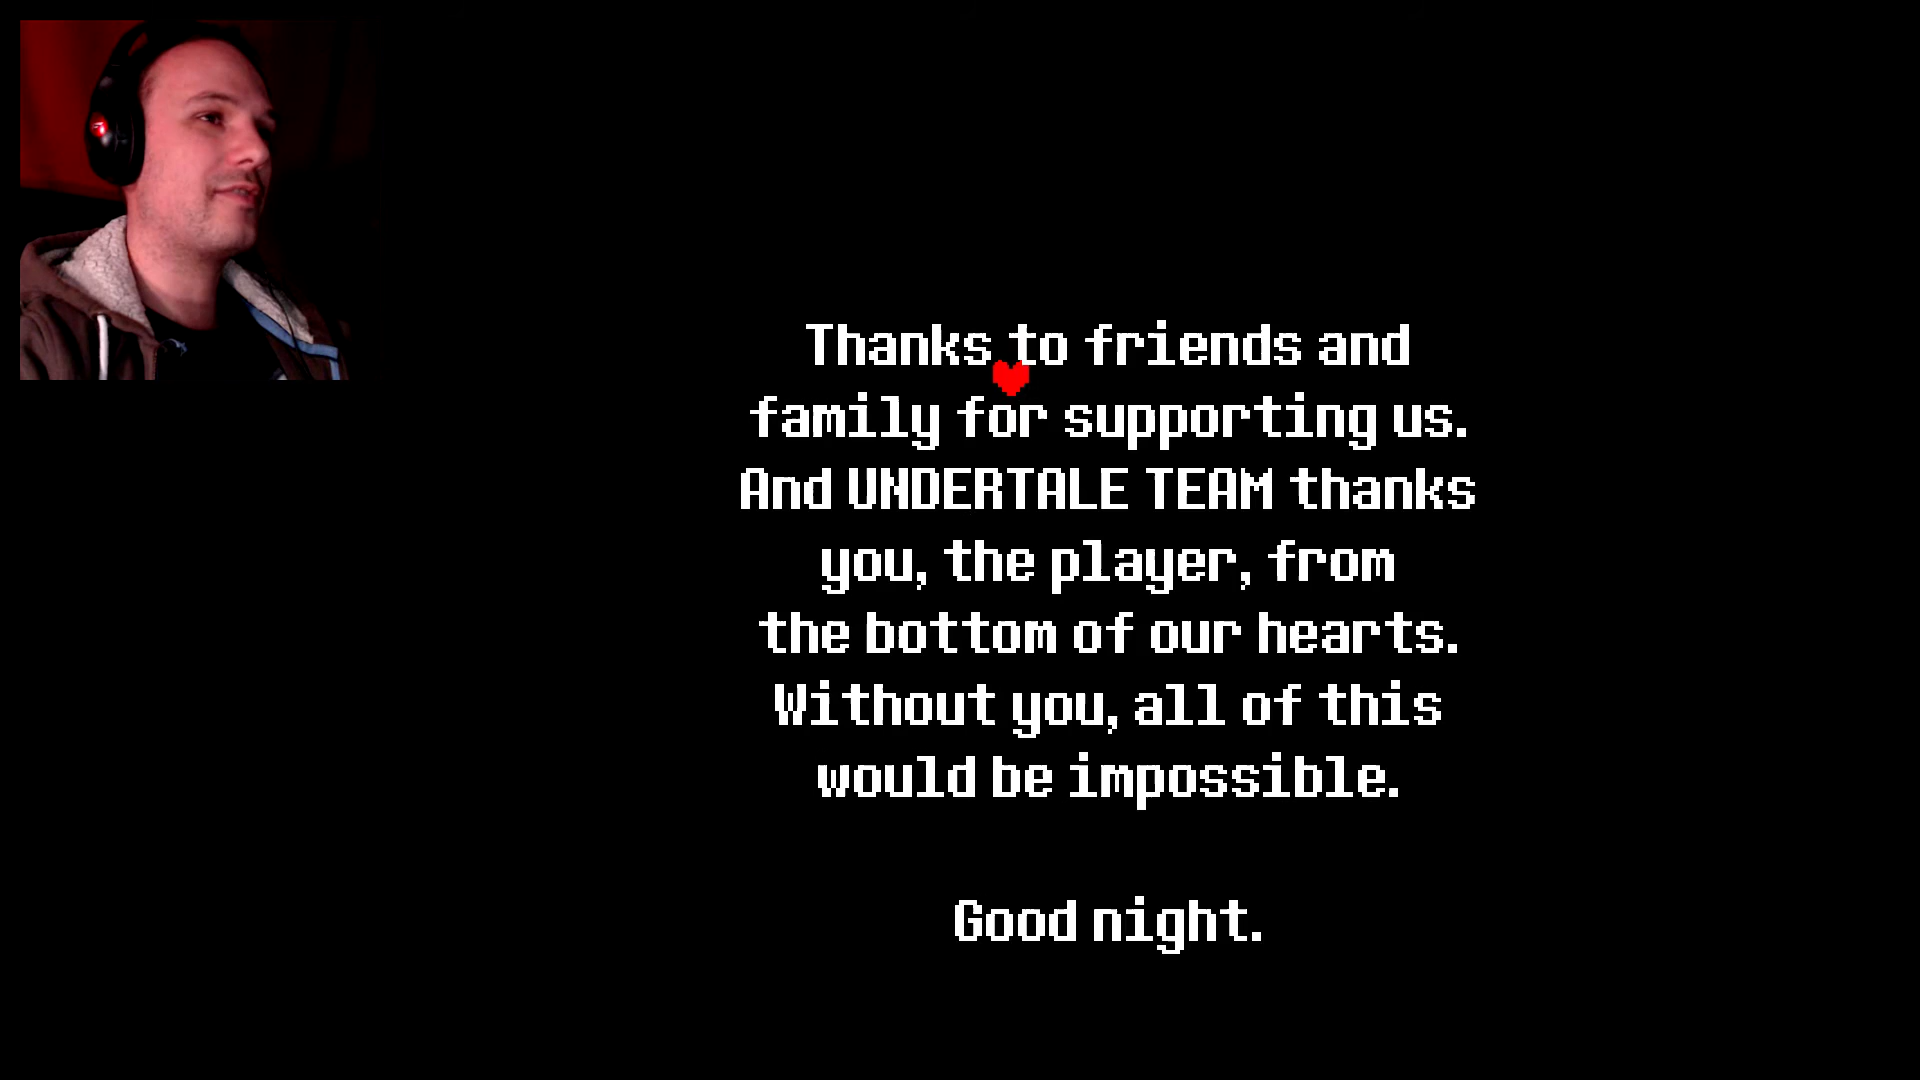 Thanks to friends and
family for supporting us.
And UNDERTALE TEAM thanks
you, the player, from
the bottom of our hearts.
Without you, all of this
would be impossible.
Good night.